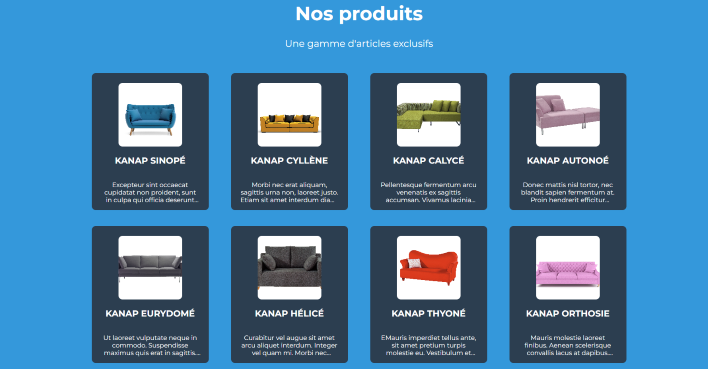 Nos produits
Une gamme d'articles exclusifs
KANAP SINOPÉ
Excepteur sint occaecat
cupidatat non proident, sunt
in culpa qui officia deserunt...
KANAP CYLLÈNE
Morbi nec erat aliquam,
sagittis urna non, laoreet justo.
Etiam sit amet interdum dia...
KANAP CALYCÉ
Pellentesque fermentum arcu
venenatis ex sagittis
accumsan. Vivamus lacinia...
KANAP AUTONOÉ
Donec mattis nisl tortor, nec
blandit sapien fermentum at.
Proin hendrerit efficitur...
KANAP EURYDOMÉ
Ut laoreet vulputate neque in
commodo. Suspendisse
maximus quis erat in sagittis....
KANAP HÉLICÉ
Curabitur vel augue sit amet
arcu aliquet interdum. Integer
vel quam mi. Morbi nec...
KANAP THYONÉ
EMauris imperdiet tellus ante,
sit amet pretium turpis
molestie eu. Vestibulum et...
KANAP ORTHOSIE
Mauris molestie laoreet
finibus. Aenean scelerisque
convallis lacus at dapibus....